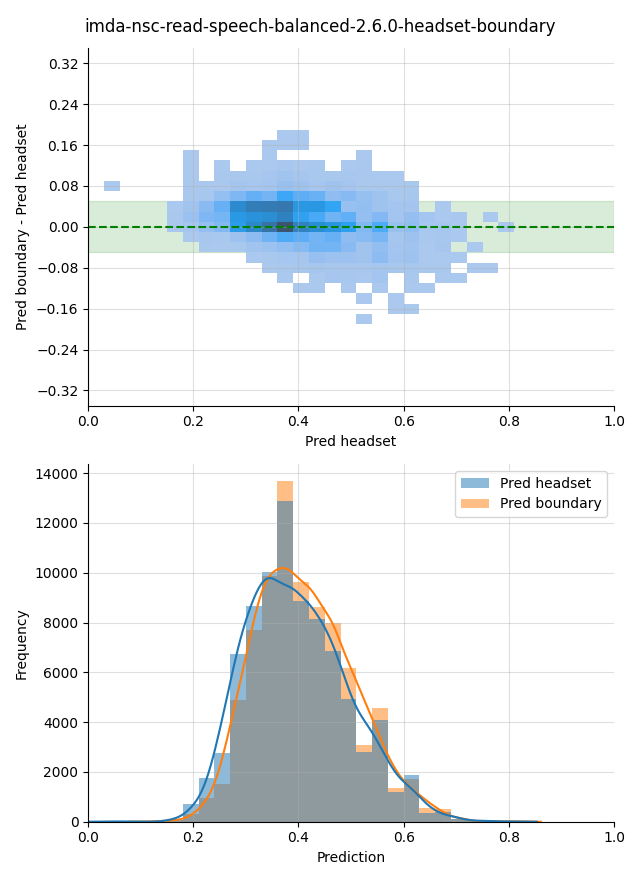 imda-nsc-read-speech-balanced-2.6.0-headset-boundary
0.32
0.24
0.16
0.08
0.00
−0.08
−0.16
−0.24
−0.32
Pred boundary - Pred headset
0.0 0.2 0.4 0.6 0.8 1.0
Pred headset
14000
12000
10000
8000
6000
4000
2000
0
Frequency
Pred headset
Pred boundary
0.0 0.2 0.4 0.6 0.8 1.0
Prediction